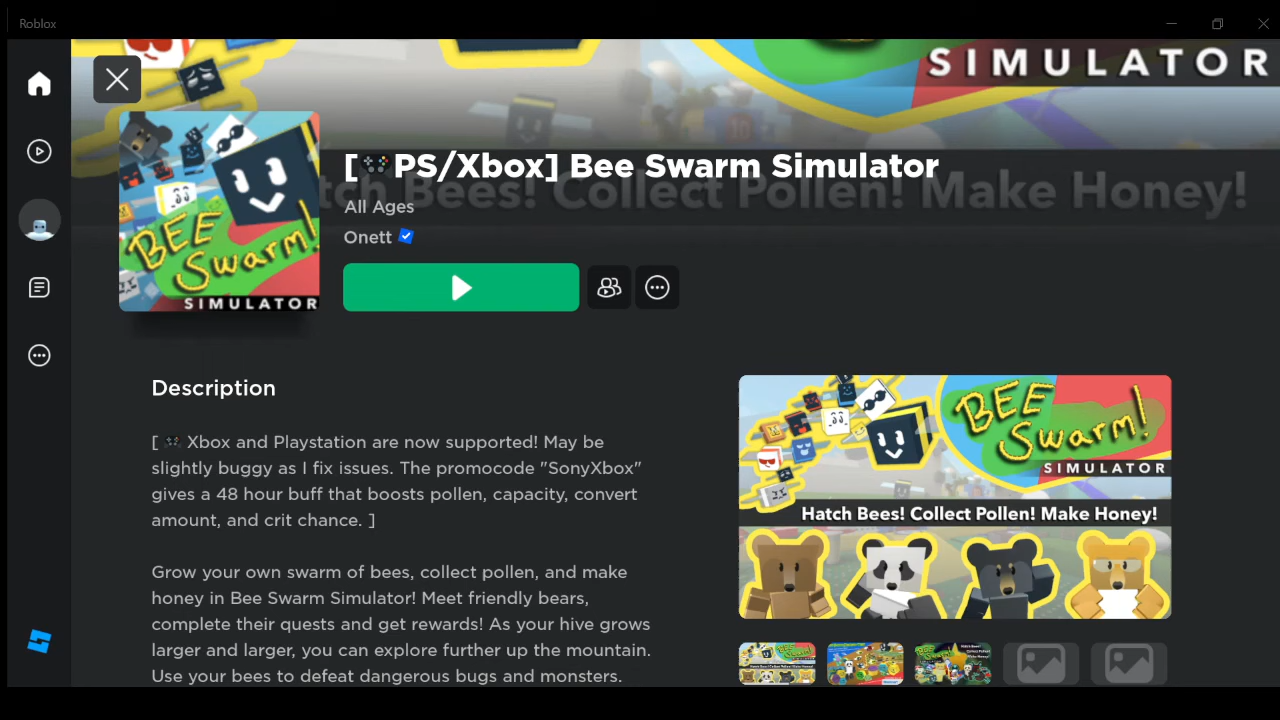 Roblox
SIMULATOR
[🎮PS/Xbox] Bee Swarm Simulator
tch Bees! Collect Pollen! Make Honey!
All Ages
Onett
BEE
Swarm!
SIMULATOR
Description
[ 🎮 Xbox and Playstation are now supported! May be
slightly buggy as I fix issues. The promocode "SonyXbox"
gives a 48 hour buff that boosts pollen, capacity, convert
amount, and crit chance. ]
Grow your own swarm of bees, collect pollen, and make
honey in Bee Swarm Simulator! Meet friendly bears,
complete their quests and get rewards! As your hive grows
larger and larger, you can explore further up the mountain.
Use your bees to defeat dangerous bugs and monsters.
BEE
Swarm!
SIMULATOR
Hatch Bees! Collect Pollen! Make Honey!